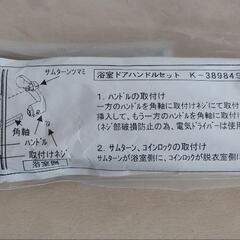 サムターンツマミ
角軸
ハンドル
取付けネジ
浴室側
浴室ドアハンドルセット K-38984S
1. ハンドルの取付け
一方のハンドルを角軸に取付けネジにて取付け
挿入して、もう一方のハンドルを角軸に取付け
(ネジ部破損防止の為、電気ドライバーは使用
2. サムターン、コインロックの取付け
サムターンが浴室側に、コインロックが脱衣室側に